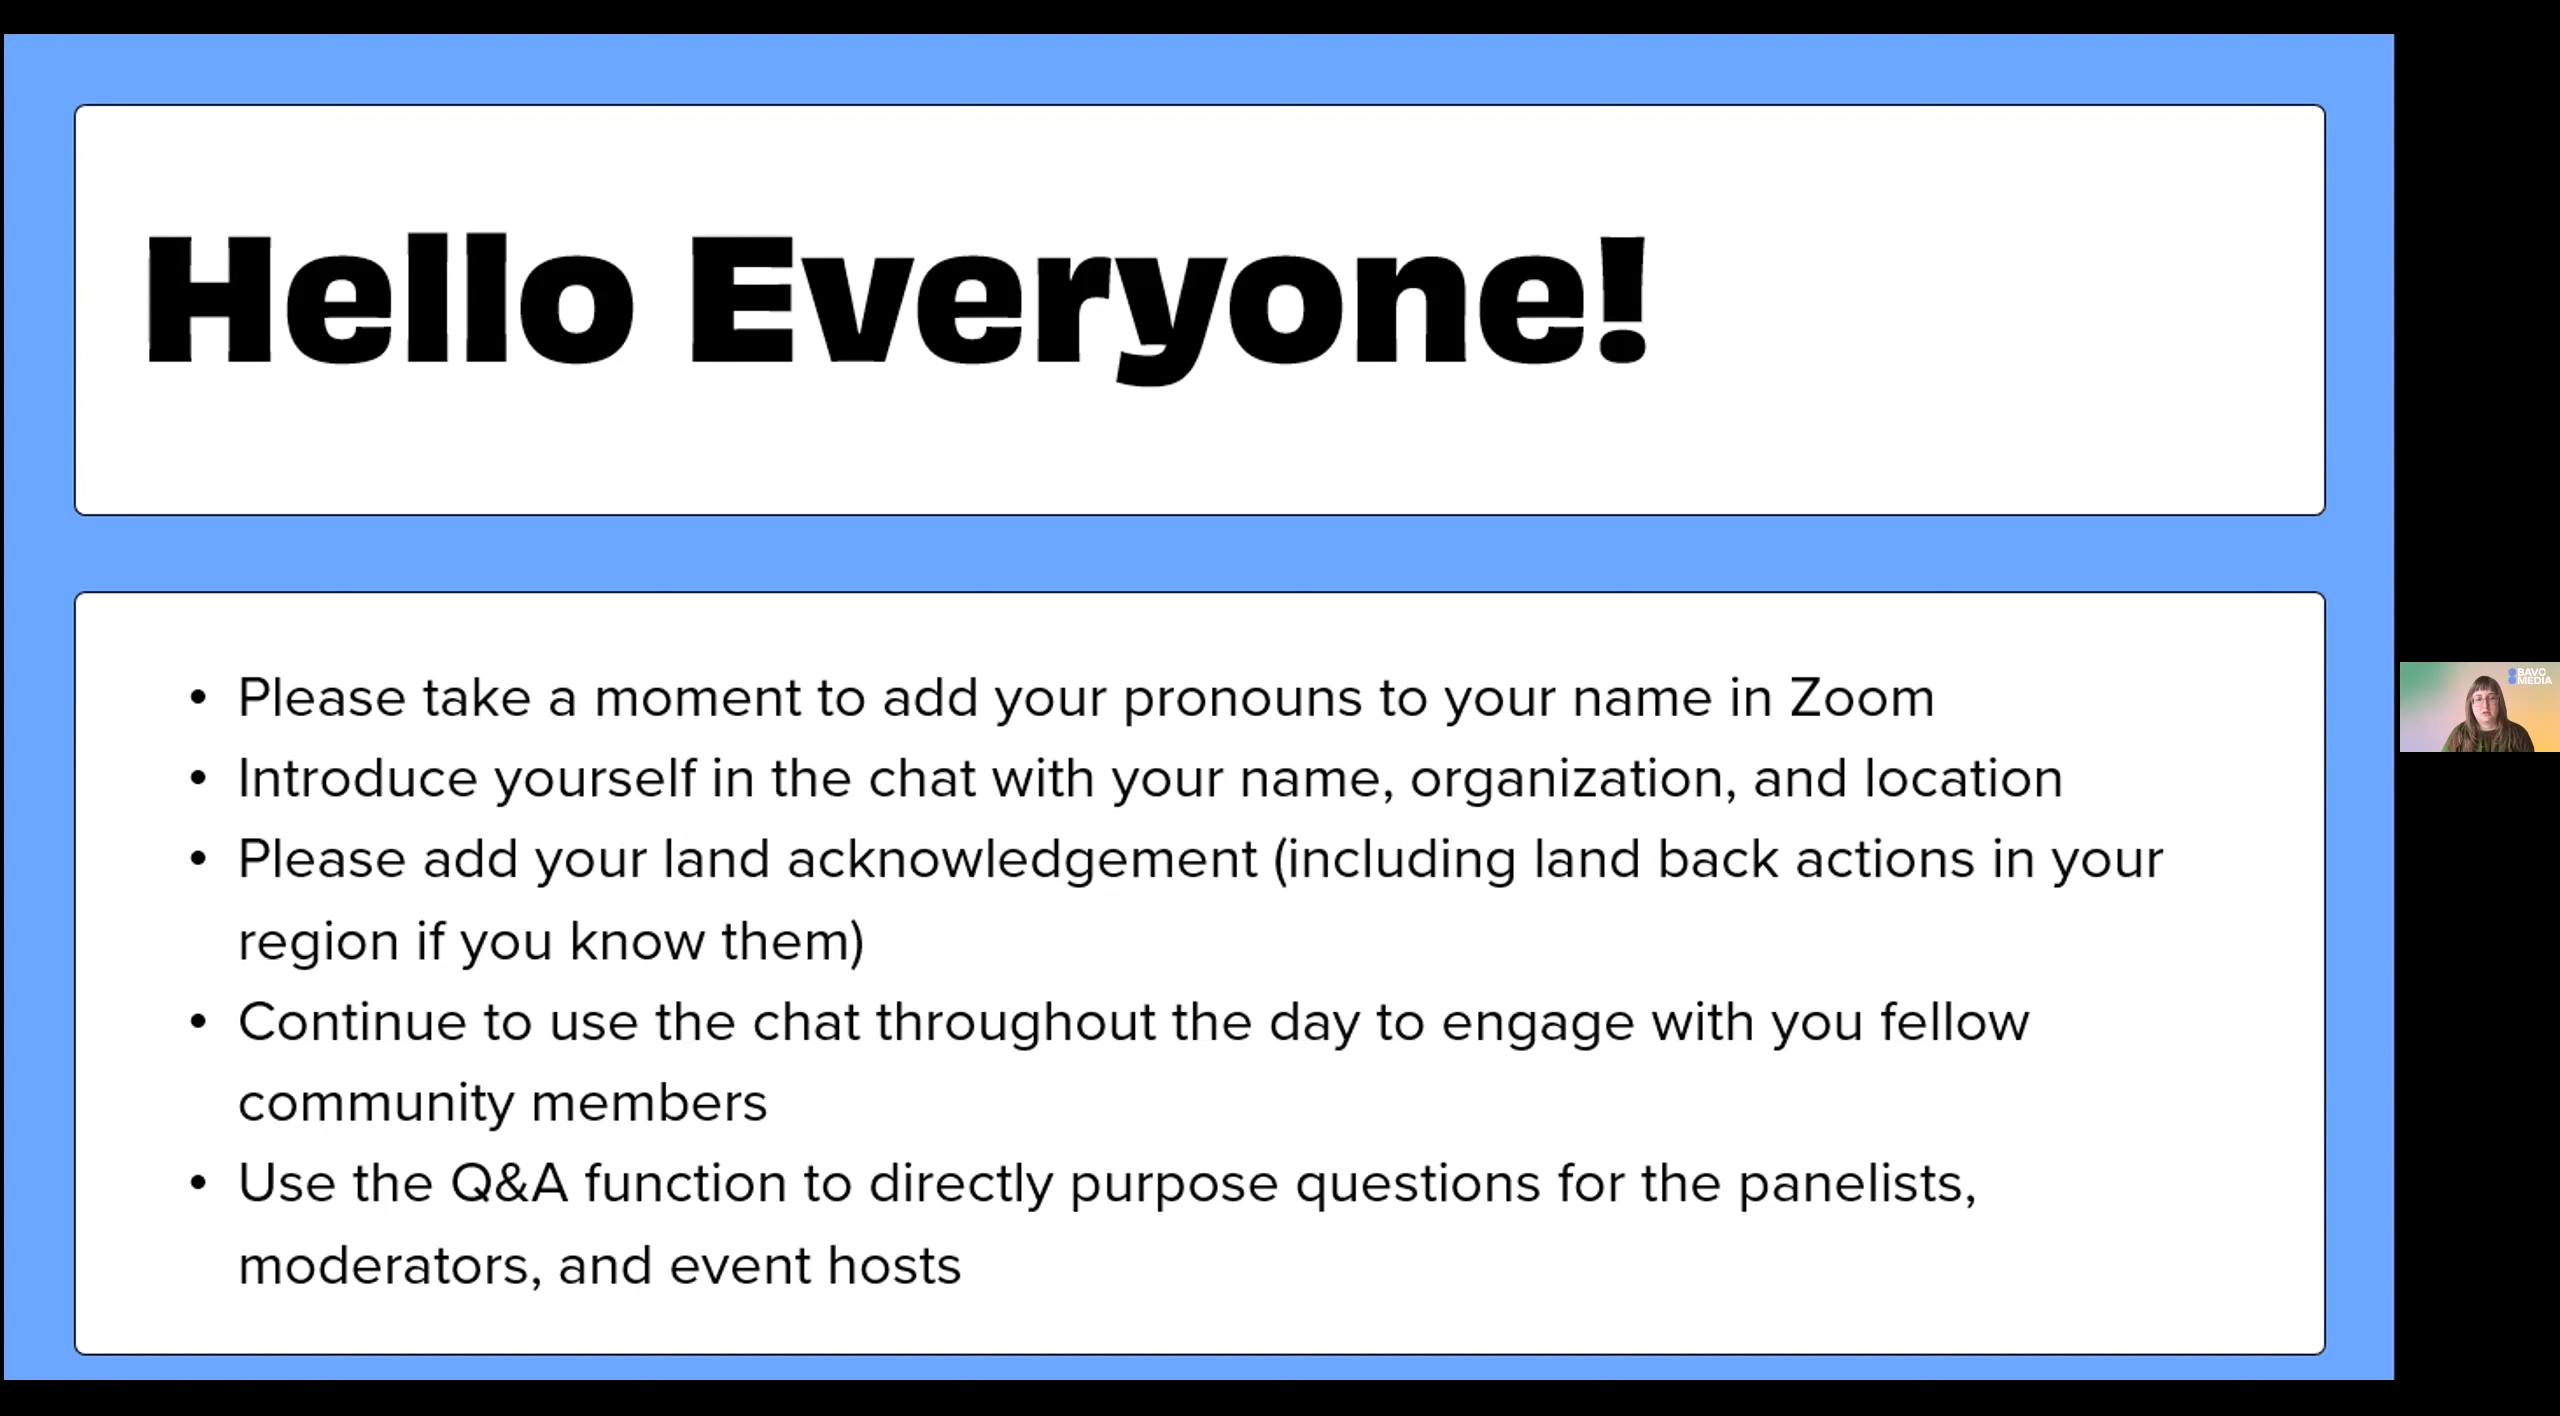 Hello Everyone!
• Please take a moment to add your pronouns to your name in Zoom
• Introduce yourself in the chat with your name, organization, and location
• Please add your land acknowledgement (including land back actions in your
region if you know them)
• Continue to use the chat throughout the day to engage with you fellow
community members
• Use the Q&A function to directly purpose questions for the panelists,
moderators, and event hosts
BAVC
MEDIA